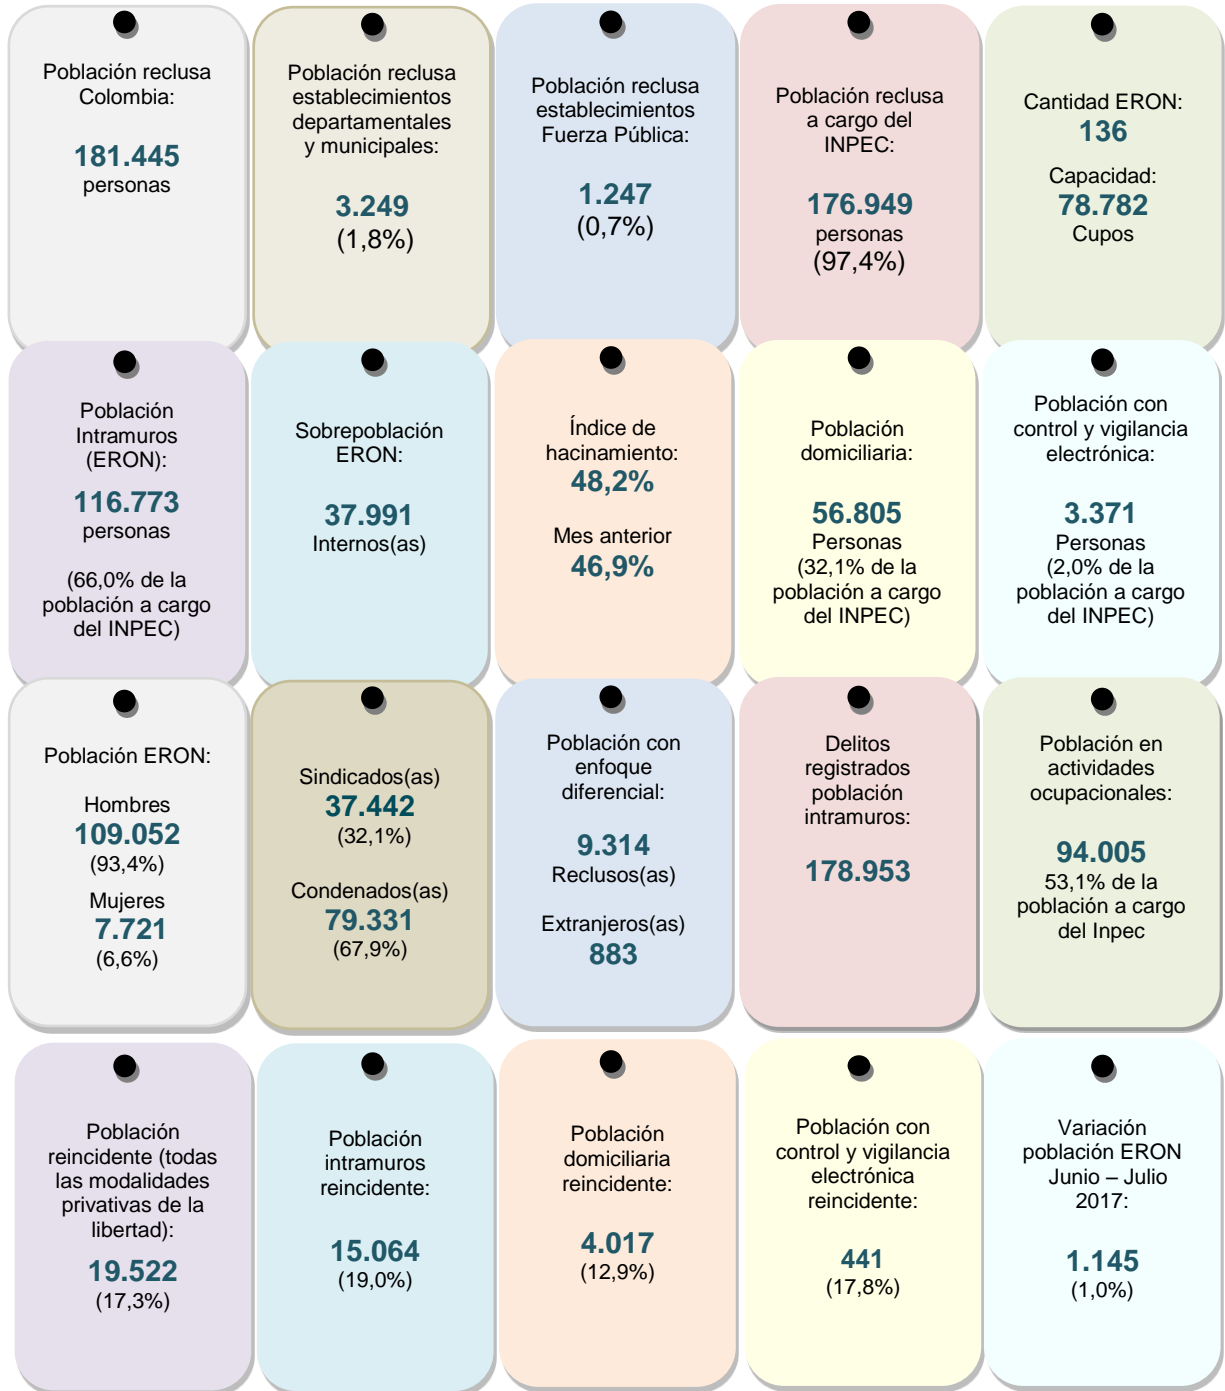 Población reclusa
Colombia:
181.445
personas
Población reclusa
establecimientos
departamentales
y municipales:
3.249
(1,8%)
Población reclusa
establecimientos
Fuerza Pública:
1.247
(0,7%)
Población reclusa
a cargo del
INPEC:
176.949
personas
(97,4%)
Cantidad ERON:
136
Capacidad:
78.782
Cupos
Población
Intramuros
(ERON):
116.773
personas
(66,0% de la
población a cargo
del INPEC)
Sobrepoblación
ERON:
37.991
Internos(as)
Índice de
hacinamiento:
48,2%
Mes anterior
46,9%
Población
domiciliaria:
56.805
Personas
(32,1% de la
población a cargo
del INPEC)
Población con
control y vigilancia
electrónica:
3.371
Personas
(2,0% de la
población a cargo
del INPEC)
Población ERON:
Hombres
109.052
(93,4%)
Mujeres
7.721
(6,6%)
Sindicados(as)
37.442
(32,1%)
Condenados(as)
79.331
(67,9%)
Población con
enfoque
diferencial:
9.314
Reclusos(as)
Extranjeros(as)
883
Delitos
registrados
población
intramuros:
178.953
Población en
actividades
ocupacionales:
94.005
53,1% de la
población a cargo
del Inpec
Población
reincidente (todas
las modalidades
privativas de la
libertad):
19.522
(17,3%)
Población
intramuros
reincidente:
15.064
(19,0%)
Población
domiciliaria
reincidente:
4.017
(12,9%)
Población con
control y vigilancia
electrónica
reincidente:
441
(17,8%)
Variación
población ERON
Junio – Julio
2017:
1.145
(1,0%)